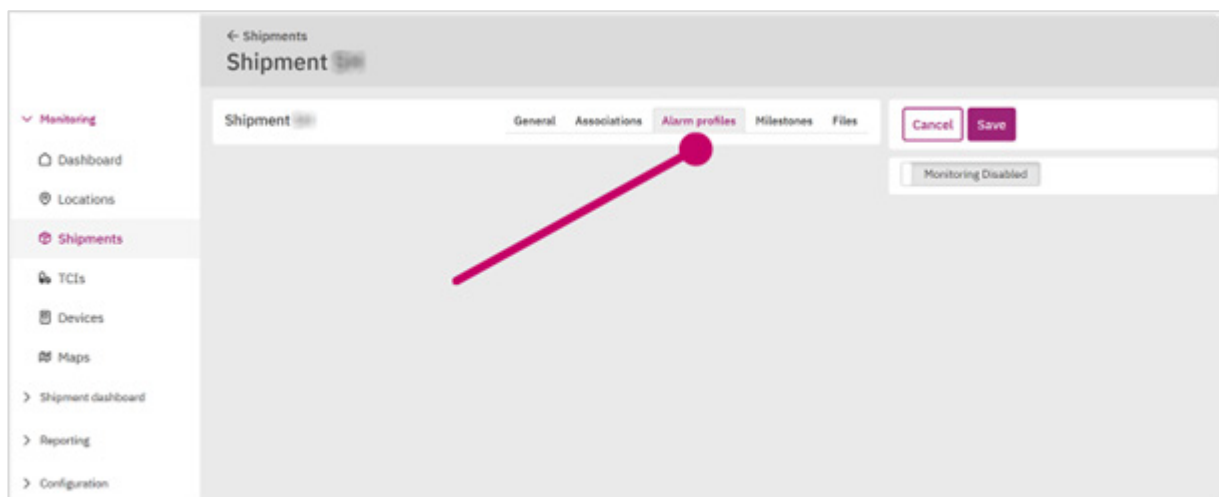 ← Shipments
Shipment
Monitoring
Dashboard
Locations
Shipments
TCIs
Devices
Maps
Shipment dashboard
Reporting
Configuration
Shipment
General Associations Alarm profiles Milestones Files
Cancel Save
Monitoring Disabled